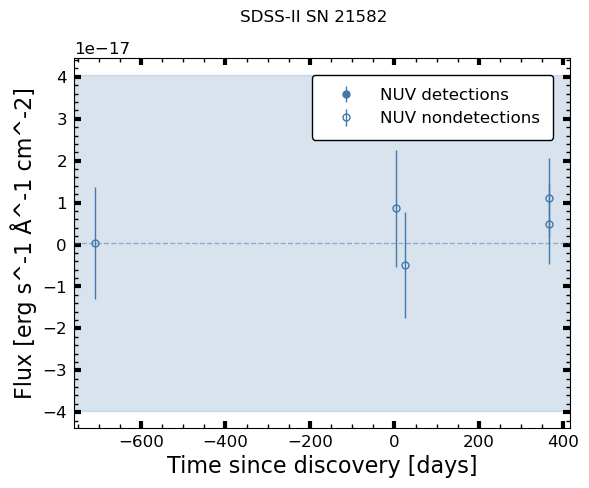 SDSS-II SN 21582
1e−17
NUV detections
NUV nondetections
4
3
2
1
0
−1
−2
−3
−4
Flux [erg s^-1 Å^-1 cm^-2]
−600
−400
−200
0
200
400
Time since discovery [days]